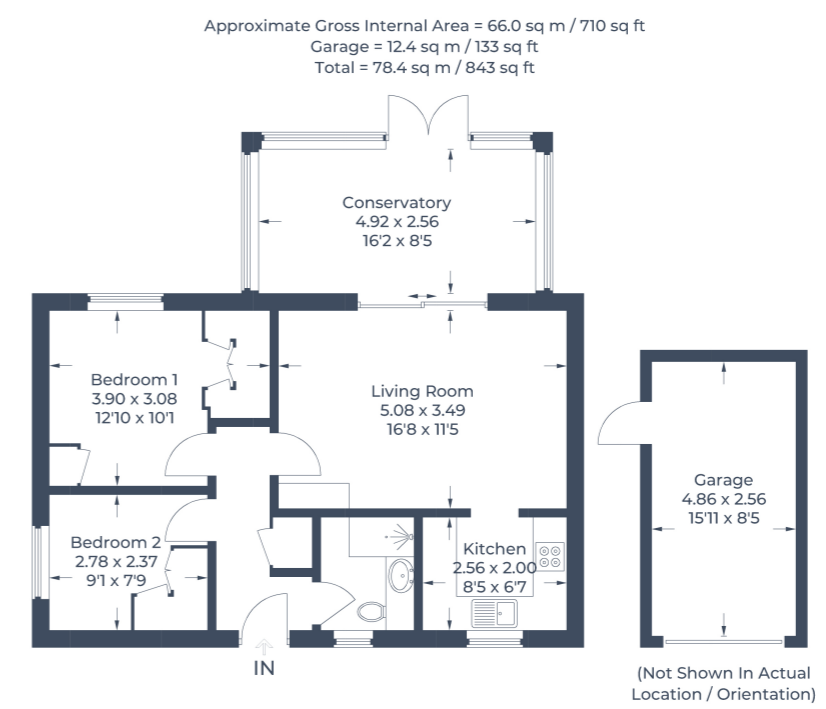 Approximate Gross Internal Area = 66.0 sq m / 710 sq ft
Garage = 12.4 sq m / 133 sq ft
Total = 78.4 sq m / 843 sq ft
Conservatory
4.92 x 2.56
16'2 x 8'5
Bedroom 1
3.90 x 3.08
12'10 x 10'1
Living Room
5.08 x 3.49
16'8 x 11'5
Garage
4.86 x 2.56
15'11 x 8'5
Bedroom 2
2.78 x 2.37
9'1 x 7'9
Kitchen
2.56 x 2.00
8'5 x 6'7
IN
(Not Shown In Actual
Location / Orientation)